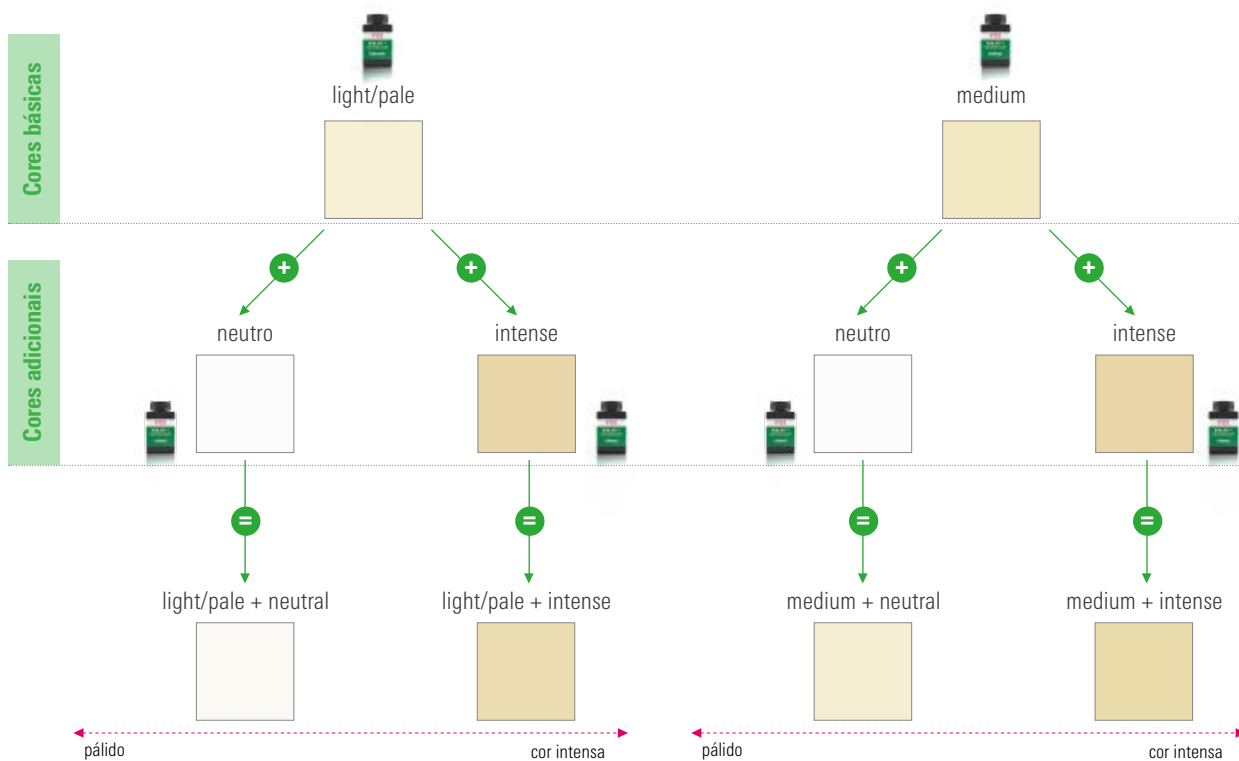 Cores básicas
light/pale
medium
Cores adicionais
+
+
+
+
neutro
intense
neutro
intense
=
=
=
=
light/pale + neutral
light/pale + intense
medium + neutral
medium + intense
pálido
cor intensa
pálido
cor intensa